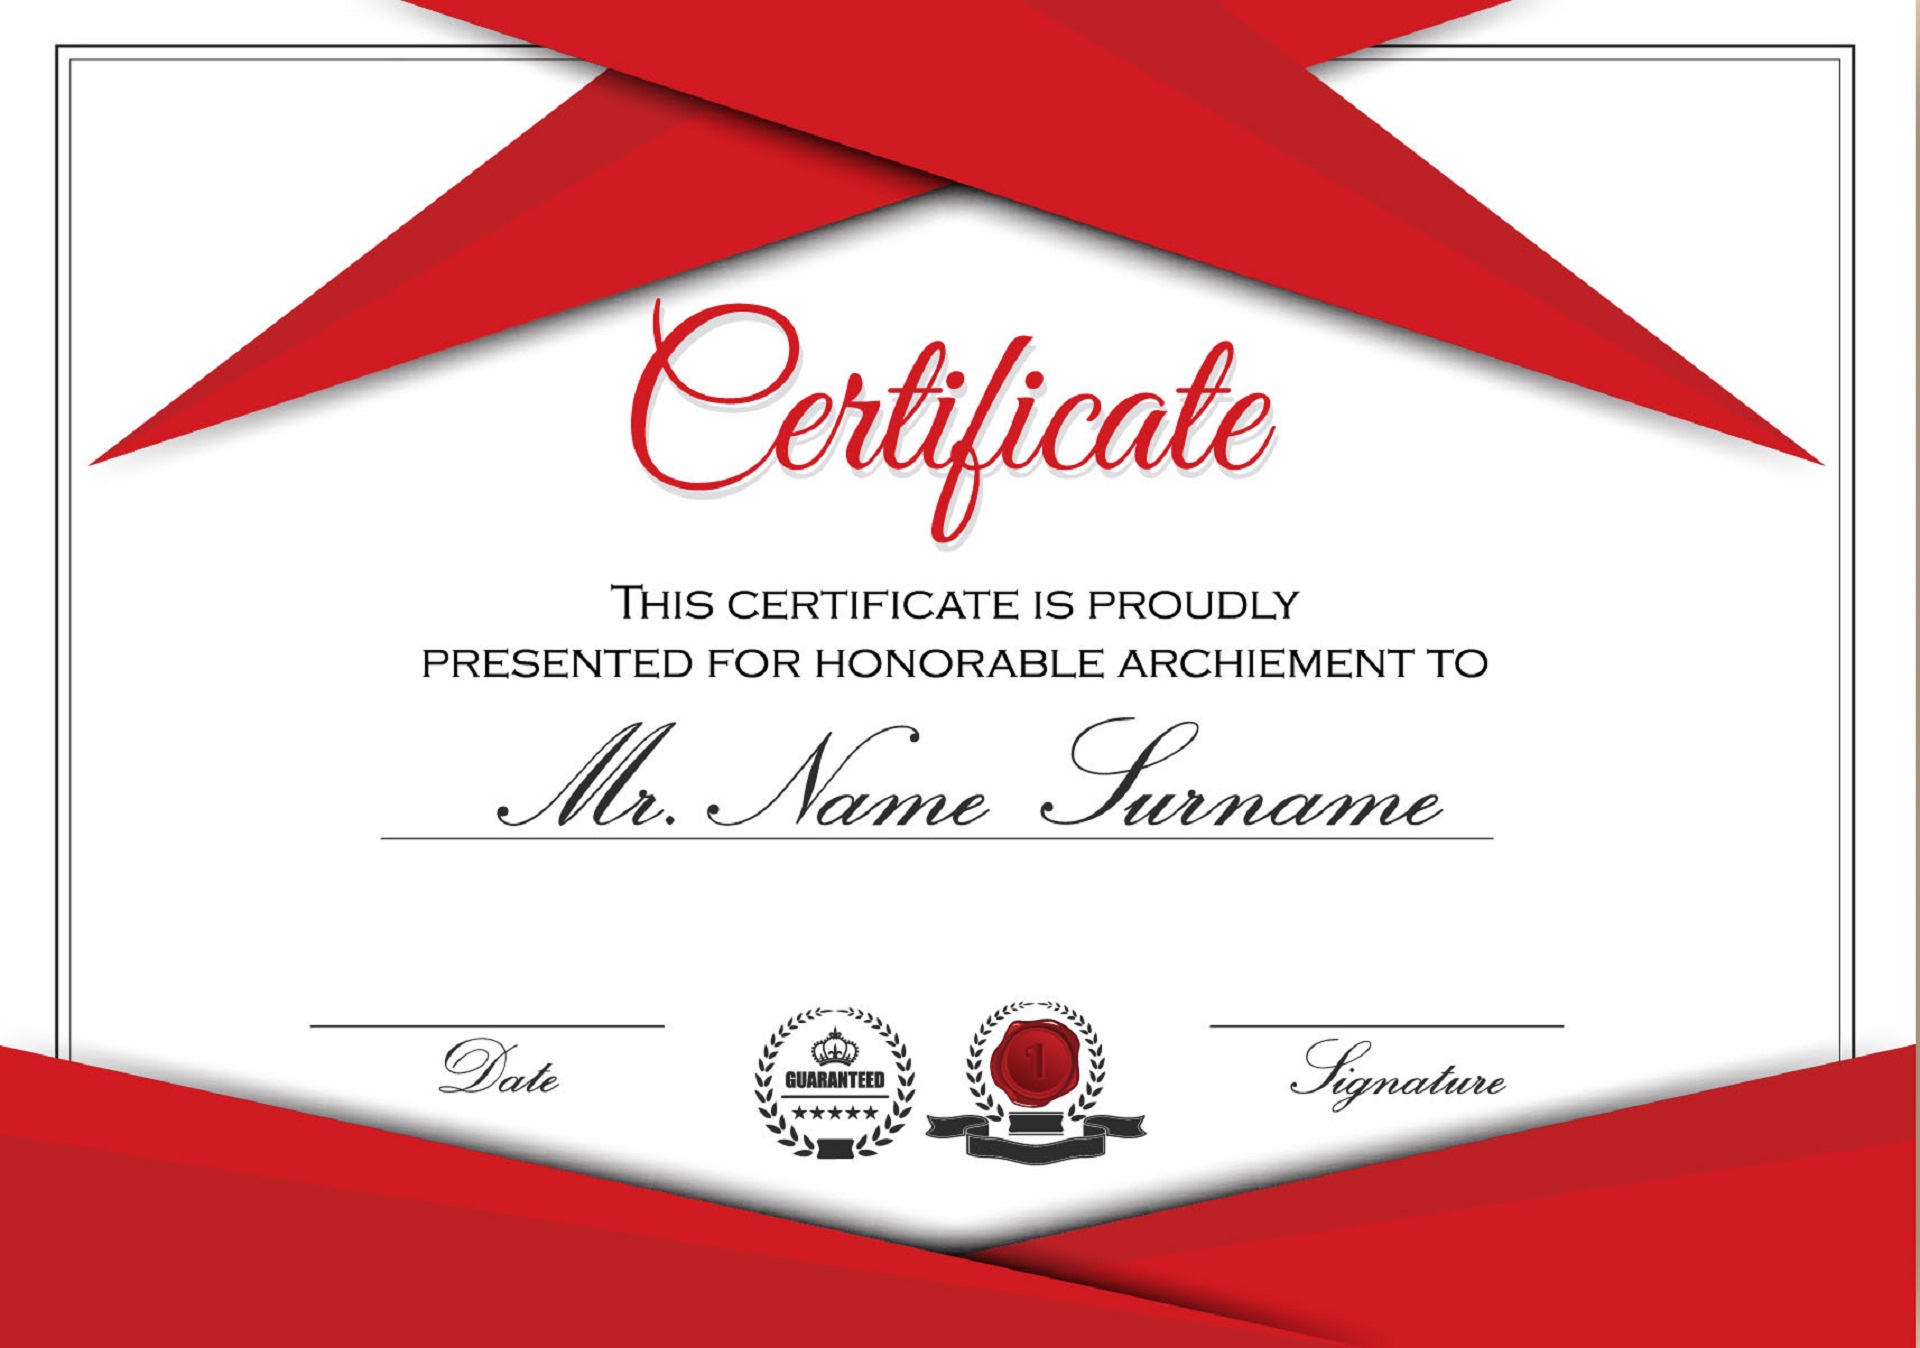 Certificate
THIS CERTIFICATE IS PROUDLY
PRESENTED FOR HONORABLE ARCHIEMENT TO
Mr. Name Surname
Date
GUARANTEED
1
Signature